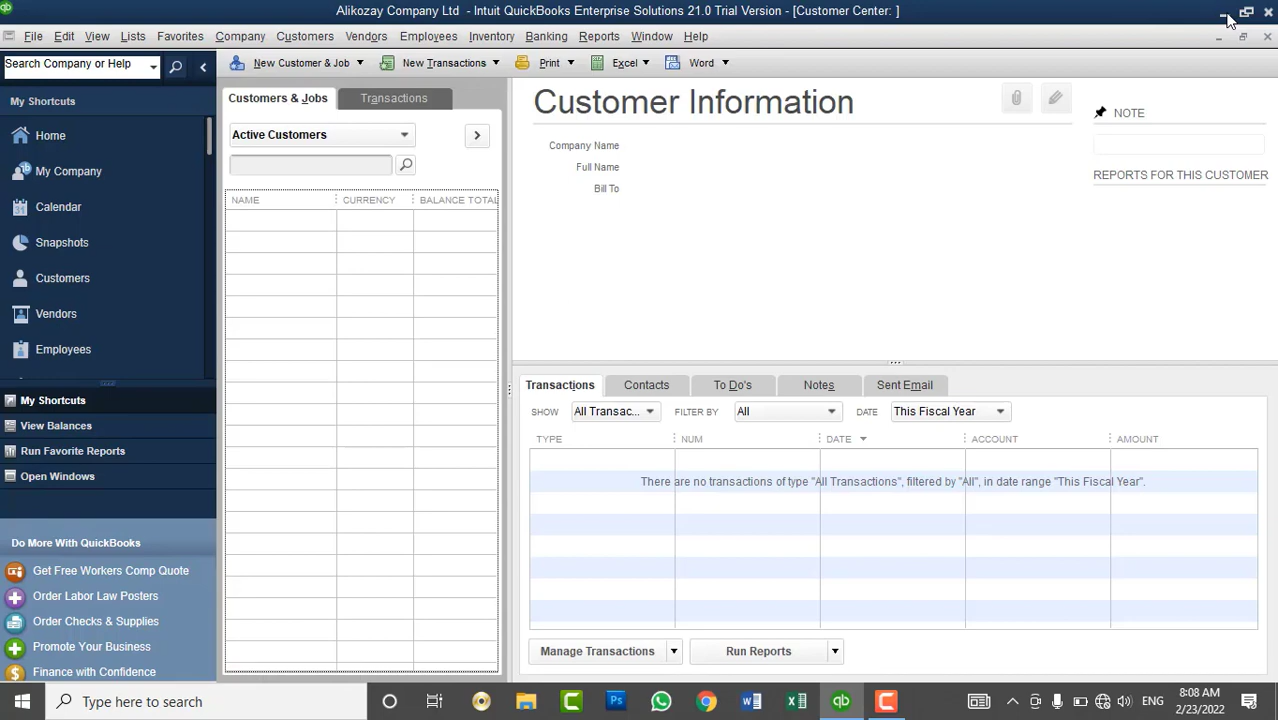 Alikozay Company Ltd - Intuit QuickBooks Enterprise Solutions 21.0 Trial Version - [Customer Center: ]
File Edit View Lists Favorites Company Customers Vendors Employees Inventory Banking Reports Window Help
Search Company or Help
New Customer & Job New Transactions Print Excel Word
My Shortcuts
Home
My Company
Calendar
Snapshots
Customers
Vendors
Employees
My Shortcuts
View Balances
Run Favorite Reports
Open Windows
Do More With QuickBooks
Get Free Workers Comp Quote
Order Labor Law Posters
Order Checks & Supplies
Promote Your Business
Finance with Confidence
Customers & Jobs Transactions
Active Customers
NAME CURRENCY BALANCE TOTAL
Customer Information
Company Name
Full Name
Bill To
NOTE
REPORTS FOR THIS CUSTOMER
Transactions Contacts To Do's Notes Sent Email
SHOW All Transac... FILTER BY All DATE This Fiscal Year
TYPE NUM DATE ACCOUNT AMOUNT
There are no transactions of type "All Transactions", filtered by "All", in date range "This Fiscal Year".
Manage Transactions Run Reports
Type here to search
ENG
8:08 AM
2/23/2022